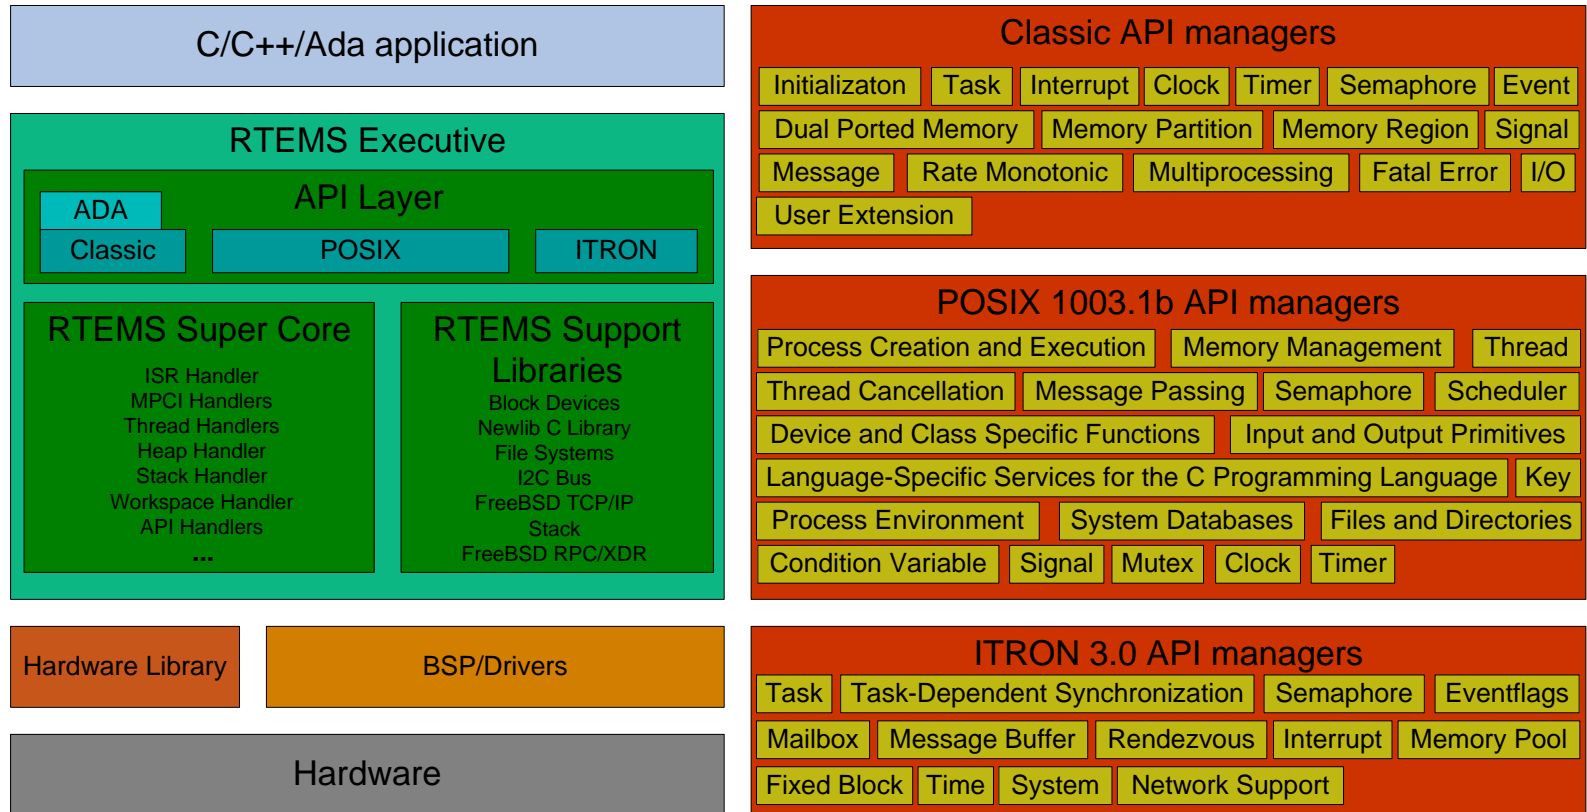 C/C++/Ada application
RTEMS Executive
API Layer
ADA
Classic POSIX ITRON
RTEMS Super Core
ISR Handler
MPCI Handlers
Thread Handlers
Heap Handler
Stack Handler
Workspace Handler
API Handlers
...
RTEMS Support
Libraries
Block Devices
Newlib C Library
File Systems
I2C Bus
FreeBSD TCP/IP
Stack
FreeBSD RPC/XDR
Hardware Library BSP/Drivers
Hardware
Classic API managers
Initializaton Task Interrupt Clock Timer Semaphore Event
Dual Ported Memory Memory Partition Memory Region Signal
Message Rate Monotonic Multiprocessing Fatal Error I/O
User Extension
POSIX 1003.1b API managers
Process Creation and Execution Memory Management Thread
Thread Cancellation Message Passing Semaphore Scheduler
Device and Class Specific Functions Input and Output Primitives
Language-Specific Services for the C Programming Language Key
Process Environment System Databases Files and Directories
Condition Variable Signal Mutex Clock Timer
ITRON 3.0 API managers
Task Task-Dependent Synchronization Semaphore Eventflags
Mailbox Message Buffer Rendezvous Interrupt Memory Pool
Fixed Block Time System Network Support